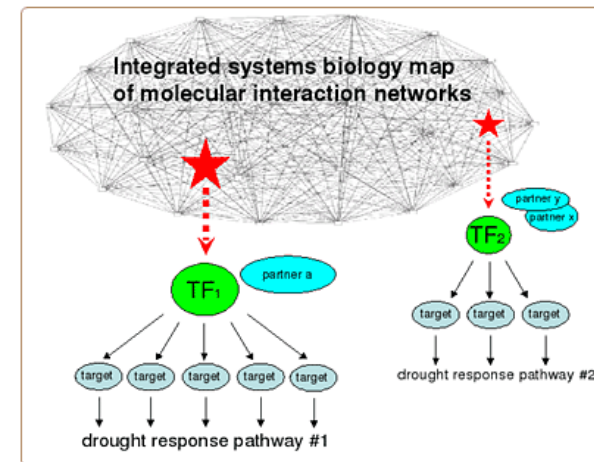 Integrated systems biology map
of molecular interaction networks
partner y
partner x
TF2
partner a
TF1
target
target
target
drought response pathway #2
target
target
target
target
target
drought response pathway #1